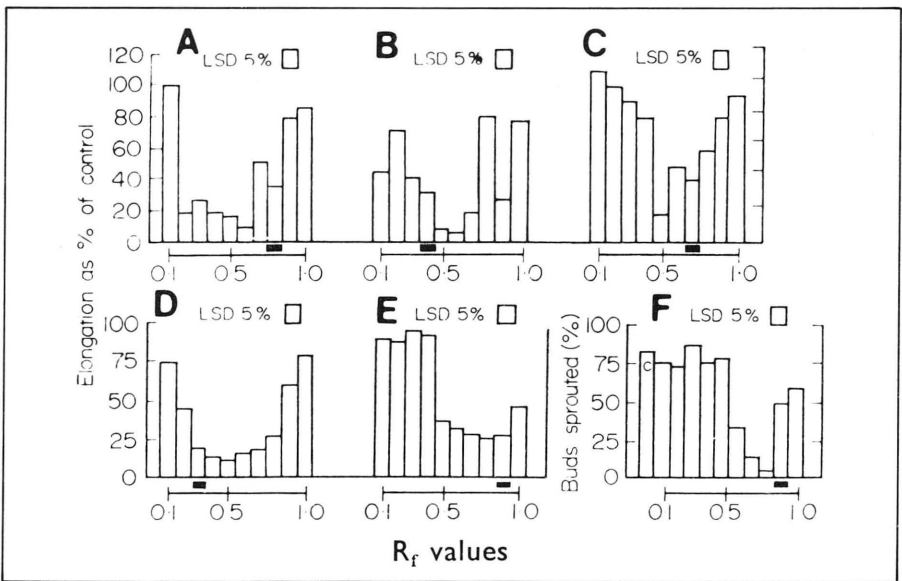 A B C
LSD 5% LSD 5% LSD 5%
120
100
80
60
40
20
0
0·1 0·5 1·0 0·1 0·5 1·0 0·1 0·5 1·0
Elongation as % of control
D E F
LSD 5% LSD 5% LSD 5%
100
75
50
25
0
0·1 0·5 1·0 0·1 0·5 1·0
Buds sprouted (%)
100
75
50
25
0
C
0·1 0·5 1·0
Rf values